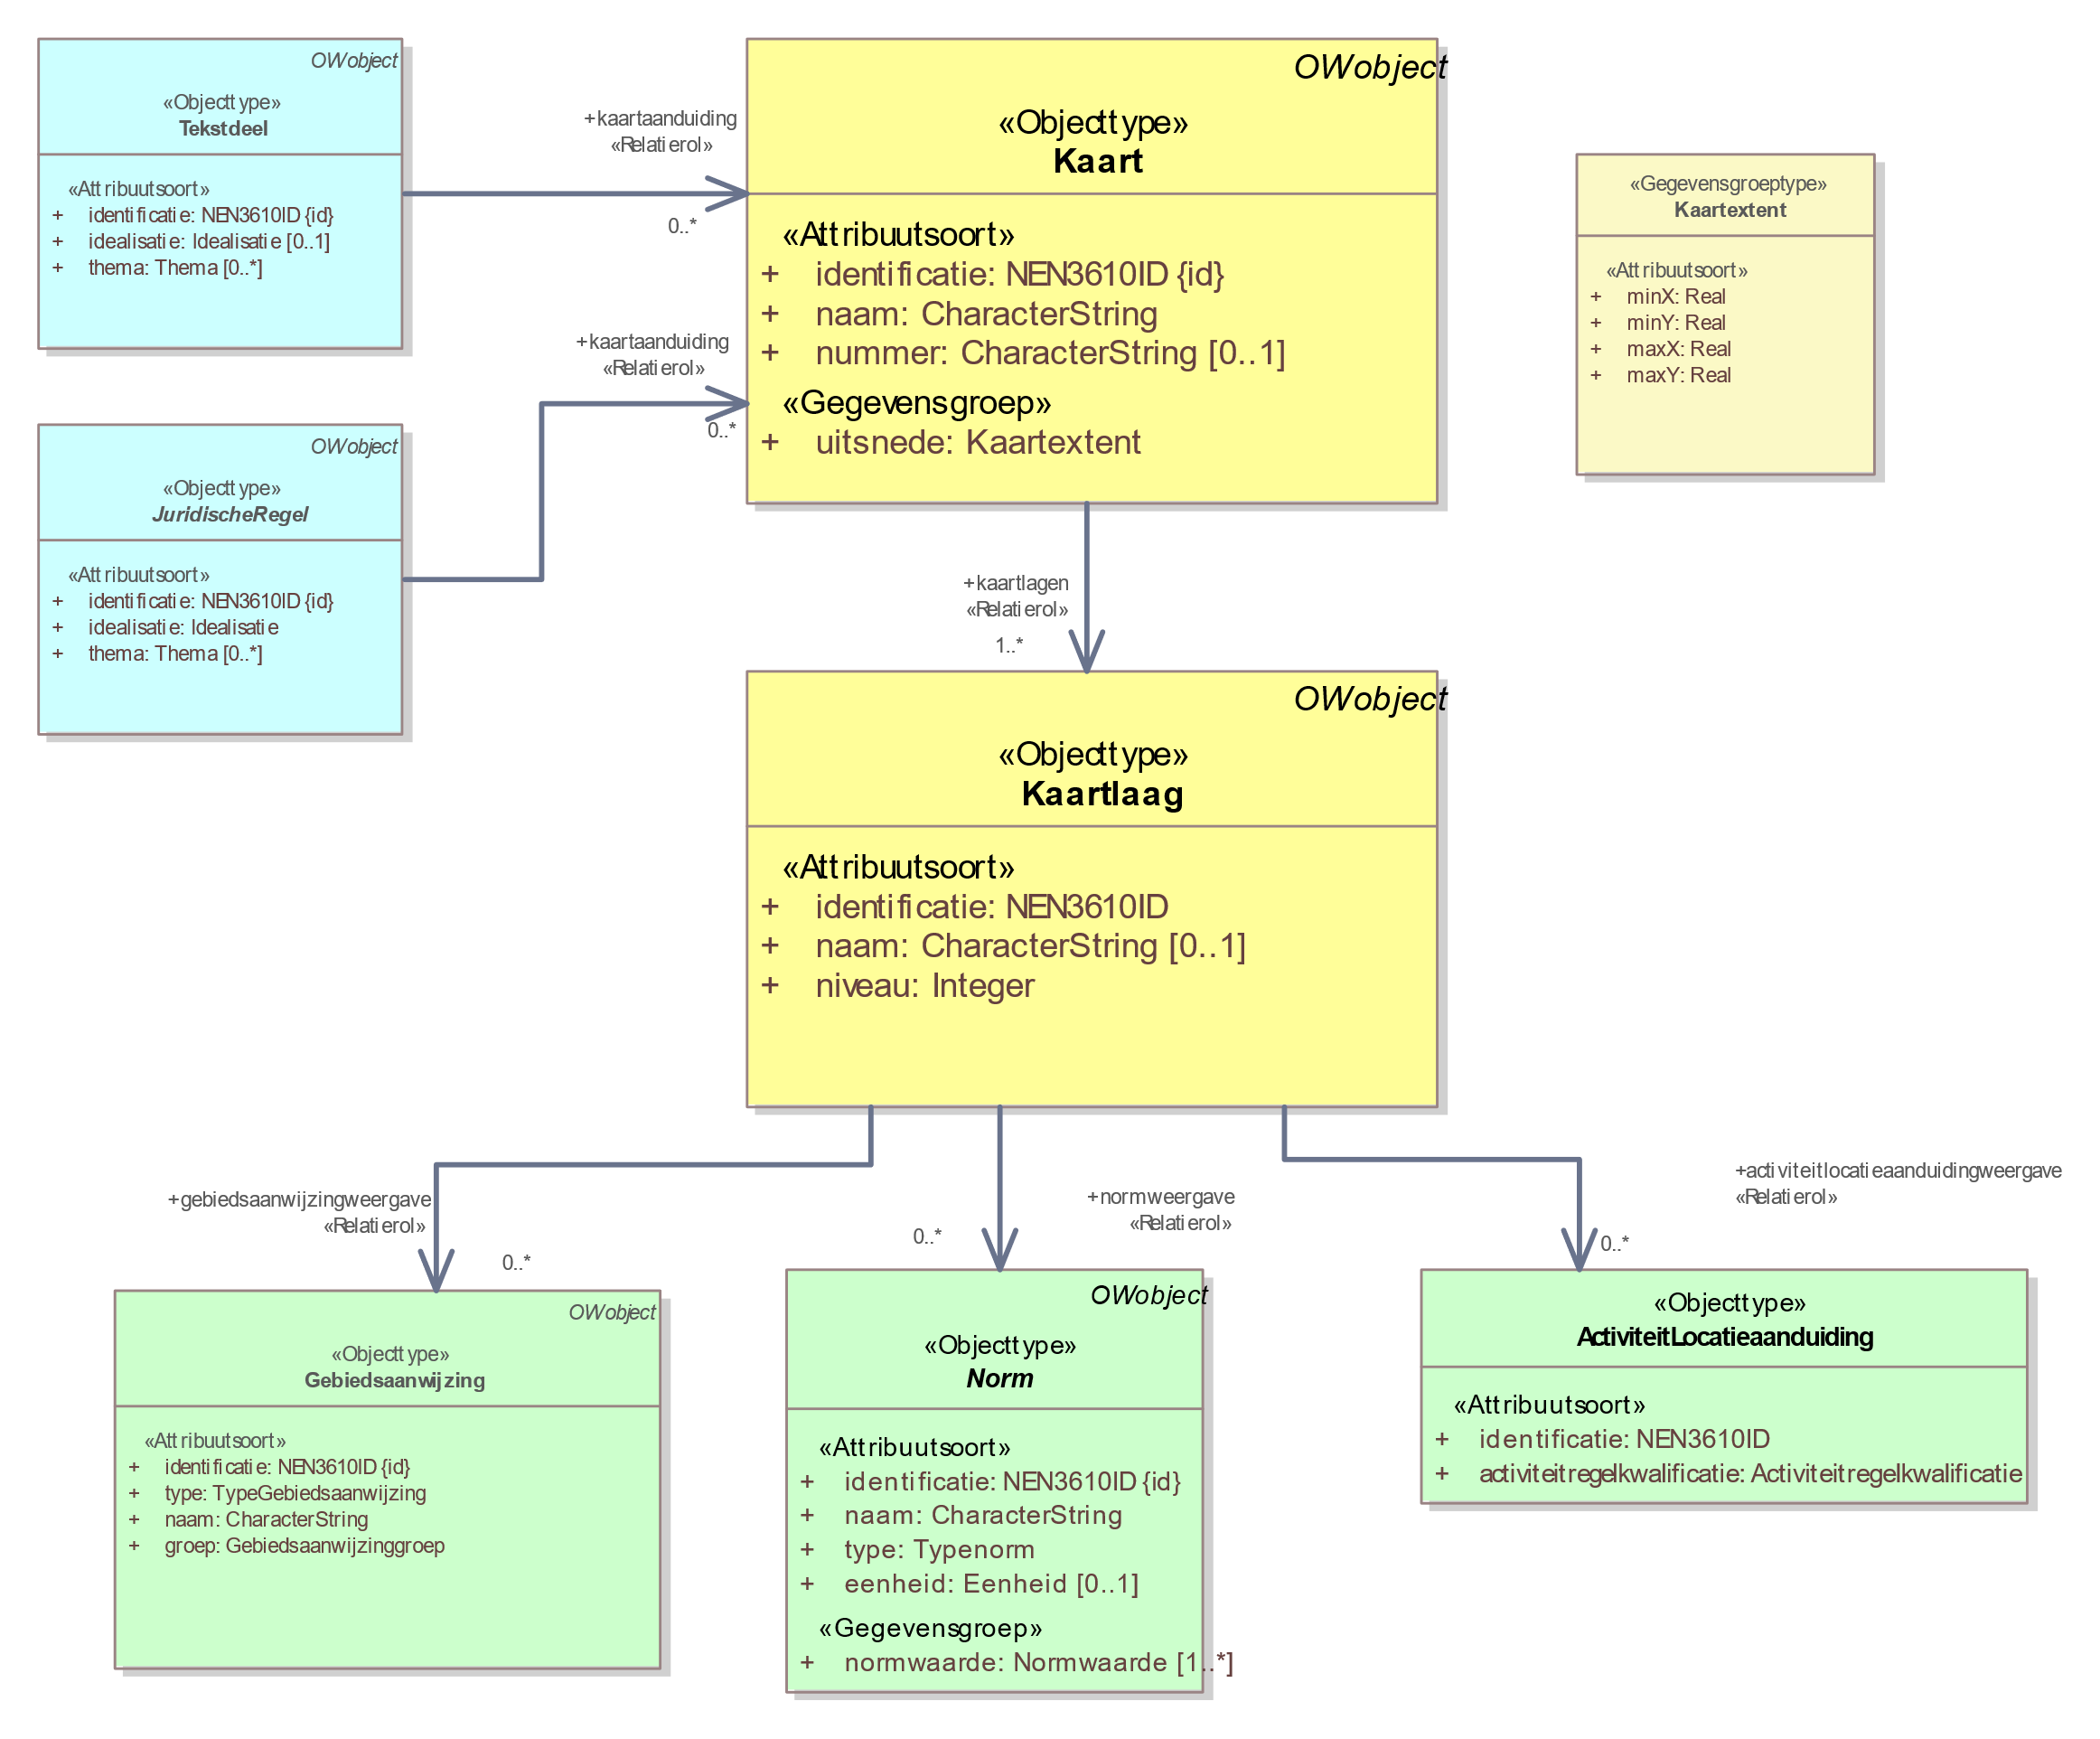 OWobject
«Objecttype»
Tekstdeel
«Attribuutsoort»
+ identificatie: NEN3610ID {id}
+ idealisatie: Idealisatie [0..1]
+ thema: Thema [0..*]
+kaartaanduiding
«Relatierol»
0..*
OWobject
«Objecttype»
Kaart
«Attribuutsoort»
+ identificatie: NEN3610ID {id}
+ naam: CharacterString
+ nummer: CharacterString [0..1]
«Gegevensgroep»
+ uitsnede: Kaartextent
«Gegevensgroeptype»
Kaartextent
«Attribuutsoort»
+ minX: Real
+ minY: Real
+ maxX: Real
+ maxY: Real
+kaartaanduiding
«Relatierol»
0..*
OWobject
«Objecttype»
JuridischeRegel
«Attribuutsoort»
+ identificatie: NEN3610ID {id}
+ idealisatie: Idealisatie
+ thema: Thema [0..*]
+kaartlagen
«Relatierol»
1..*
OWobject
«Objecttype»
Kaartlaag
«Attribuutsoort»
+ identificatie: NEN3610ID
+ naam: CharacterString [0..1]
+ niveau: Integer
+gebiedsaanwijzingweergave
«Relatierol»
0..*
+normweergave
«Relatierol»
0..*
+activiteitlocatieaanduidingweergave
«Relatierol»
0..*
OWobject
«Objecttype»
Gebiedsaanwijzing
«Attribuutsoort»
+ identificatie: NEN3610ID {id}
+ type: TypeGebiedsaanwijzing
+ naam: CharacterString
+ groep: Gebiedsaanwijzinggroep
OWobject
«Objecttype»
Norm
«Attribuutsoort»
+ identificatie: NEN3610ID {id}
+ naam: CharacterString
+ type: Typenorm
+ eenheid: Eenheid [0..1]
«Gegevensgroep»
+ normwaarde: Normwaarde [1..*]
«Objecttype»
ActiviteitLocatieaanduiding
«Attribuutsoort»
+ identificatie: NEN3610ID
+ activiteitregelkwalificatie: Activiteitregelkwalificatie